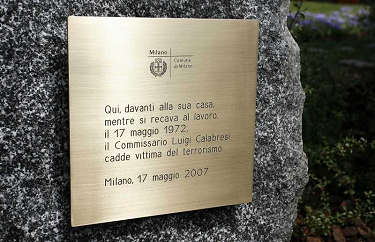 Milano
Comune
di Milano
Qui, davanti alla sua casa,
mentre si recava al lavoro,
il 17 maggio 1972,
il Commissario Luigi Calabresi
cadde vittima del terrorismo
Milano, 17 maggio 2007